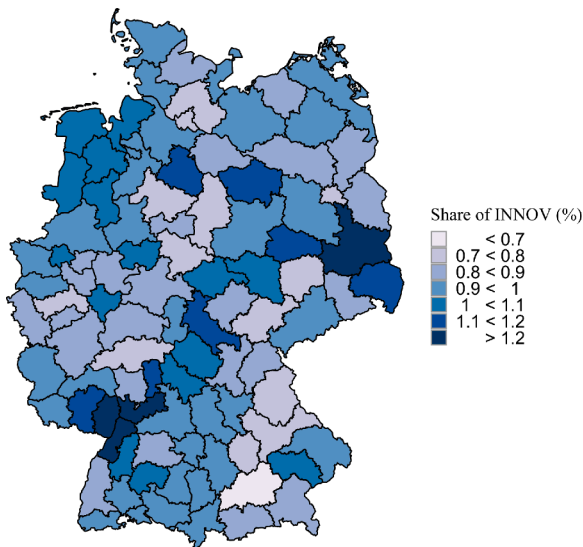 Share of INNOV (%)
< 0.7
0.7 < 0.8
0.8 < 0.9
0.9 < 1
1 < 1.1
1.1 < 1.2
> 1.2